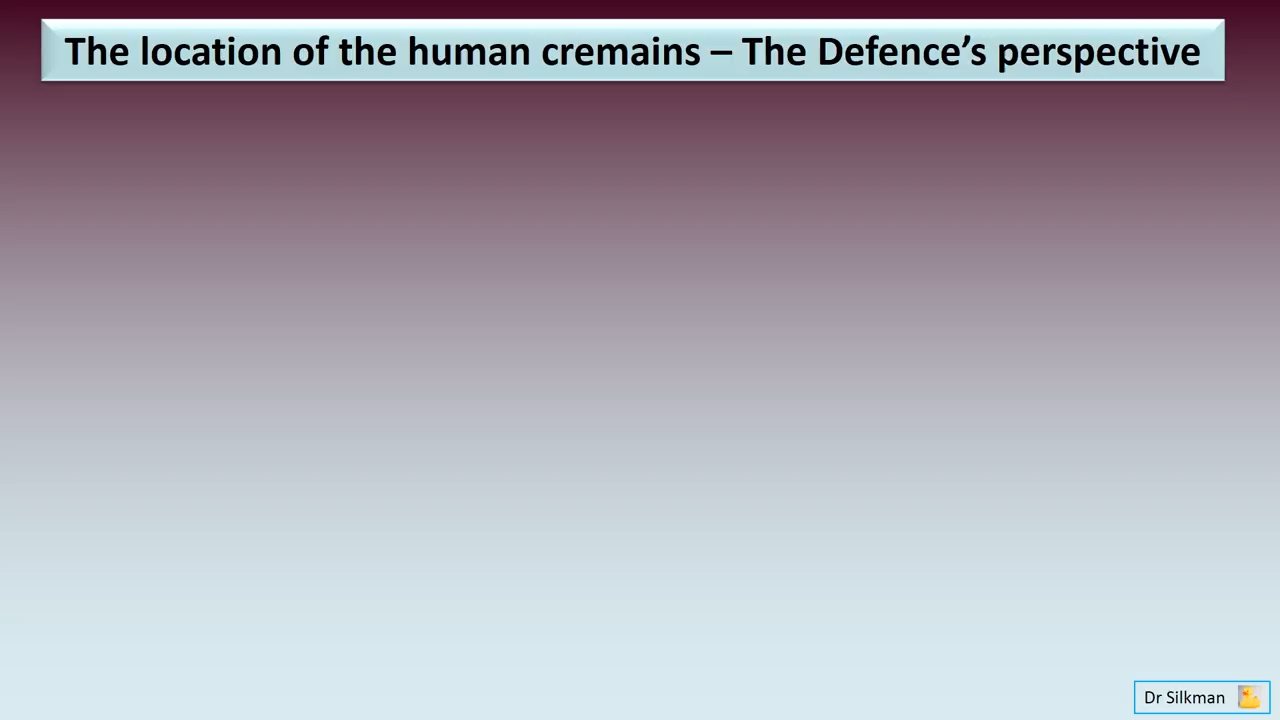 The location of the human cremains – The Defence’s perspective
Dr Silkman